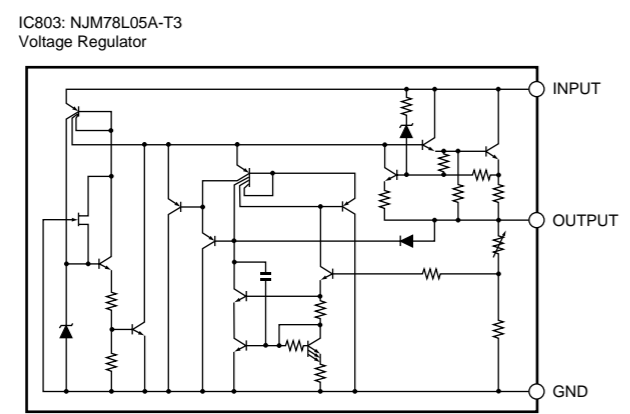 IC803: NJM78L05A-T3
Voltage Regulator
INPUT
OUTPUT
GND